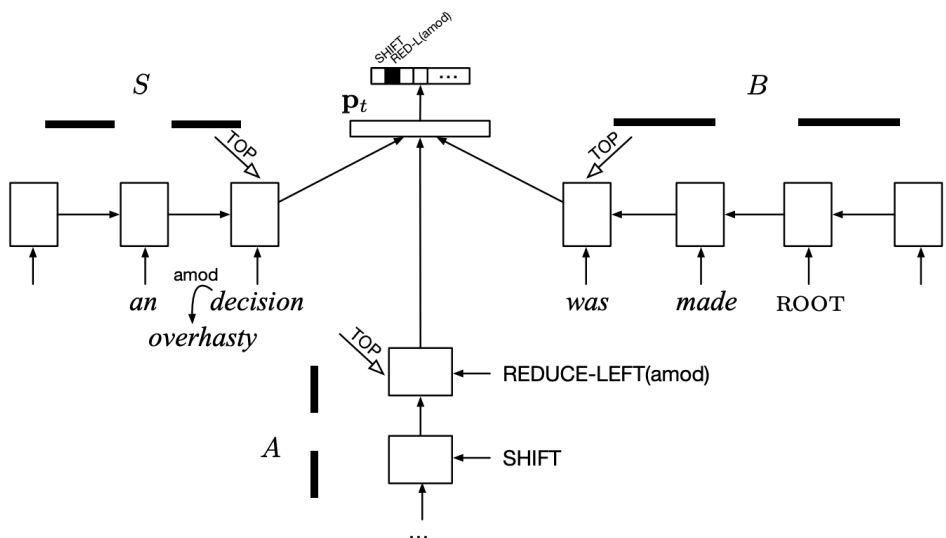 SHIFT
RED-L(amod)
...
S
p_t
B
TOP
TOP
amod
an
decision
was
made
ROOT
overhasty
TOP
REDUCE-LEFT(amod)
A
SHIFT
...